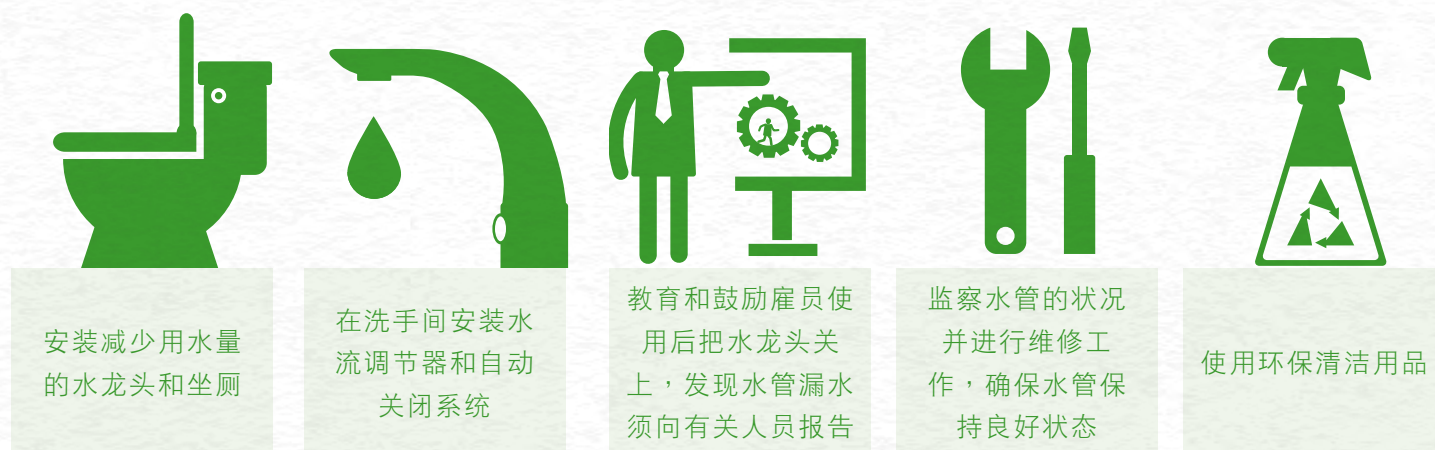 安装减少用水量
的水龙头和坐厕
在洗手间安装水
流调节器和自动
关闭系统
教育和鼓励雇员使
用后把水龙头关
上，发现水管漏水
须向有关人员报告
监察水管的状况
并进行维修工
作，确保水管保
持良好状态
使用环保清洁用品